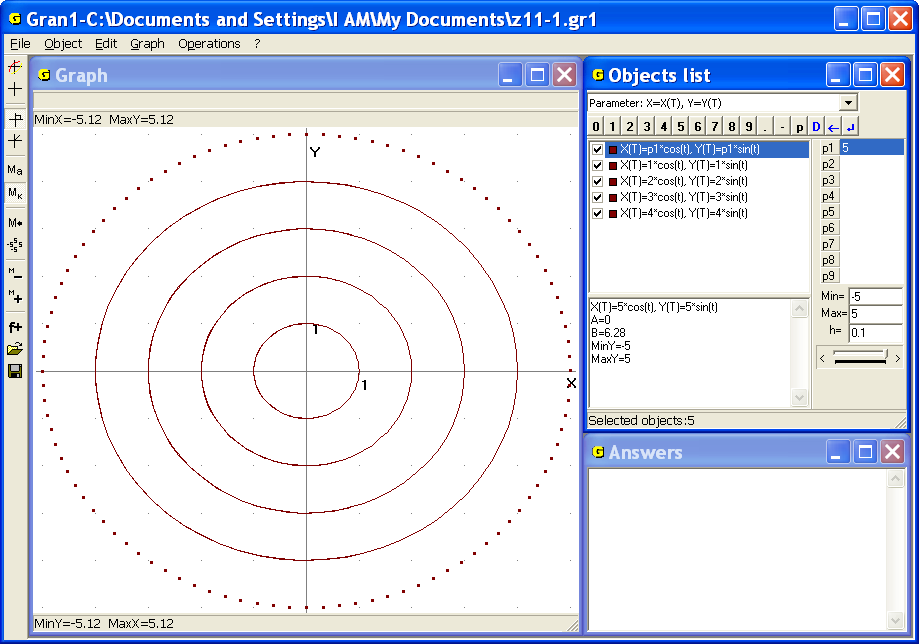 Gran1-C:\Documents and Settings\I AM\My Documents\z11-1.gr1
File Object Edit Graph Operations ?
Graph
MinX=-5.12 MaxY=5.12
Y
1
1
X
MinY=-5.12 MaxX=5.12
Ma
Mк
M
M
M
f+
Objects list
Parameter: X=X(T), Y=Y(T)
0 1 2 3 4 5 6 7 8 9 . - p D ← ↵
X(T)=p1*cos(t), Y(T)=p1*sin(t)
X(T)=1*cos(t), Y(T)=1*sin(t)
X(T)=2*cos(t), Y(T)=2*sin(t)
X(T)=3*cos(t), Y(T)=3*sin(t)
X(T)=4*cos(t), Y(T)=4*sin(t)
p1 5
p2
p3
p4
p5
p6
p7
p8
p9
Min= -5
Max= 5
h= 0.1
X(T)=5*cos(t), Y(T)=5*sin(t)
A=0
B=6.28
MinY=-5
MaxY=5
Selected objects:5
Answers